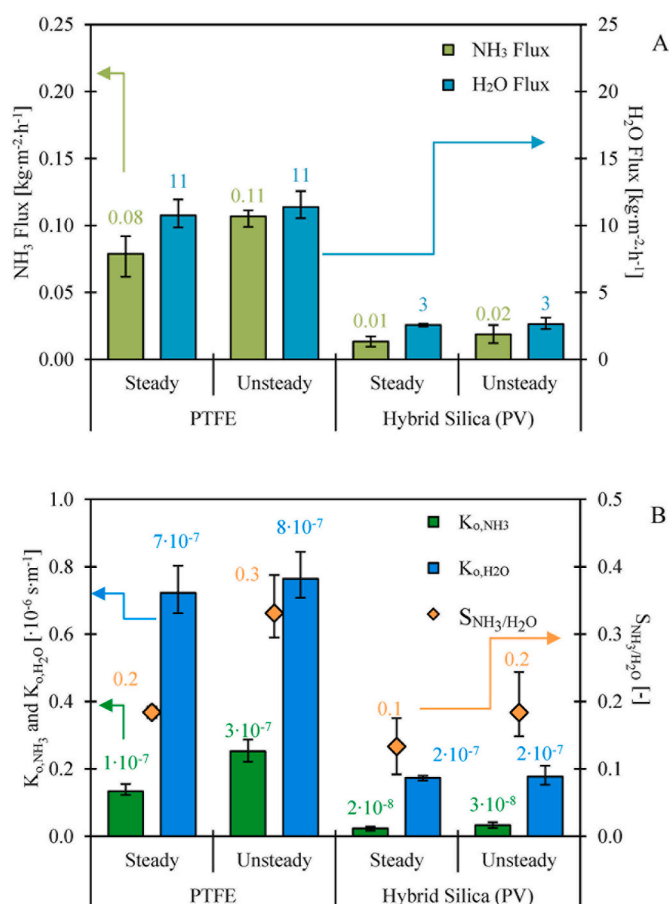 A
NH₃ Flux [kg·m⁻²·h⁻¹]
0.25
0.20
0.15
0.10
0.05
0.00
NH₃ Flux
H₂O Flux
0.08
11
0.11
11
0.01
3
0.02
3
25
20
15
10
5
0
H₂O Flux [kg·m⁻²·h⁻¹]
Steady
Unsteady
Steady
Unsteady
PTFE
Hybrid Silica (PV)
B
K₀,NH₃ and K₀,H₂O [·10⁻⁶ s·m⁻¹]
1.0
0.8
0.6
0.4
0.2
0.0
K₀,NH3
K₀,H2O
S NH₃/H₂O
7·10⁻⁷
8·10⁻⁷
0.2
0.3
1·10⁻⁷
3·10⁻⁷
0.1
0.2
2·10⁻⁷
2·10⁻⁷
2·10⁻⁸
3·10⁻⁸
0.5
0.4
0.3
0.2
0.1
0.0
S NH₃/H₂O [-]
Steady
Unsteady
Steady
Unsteady
PTFE
Hybrid Silica (PV)